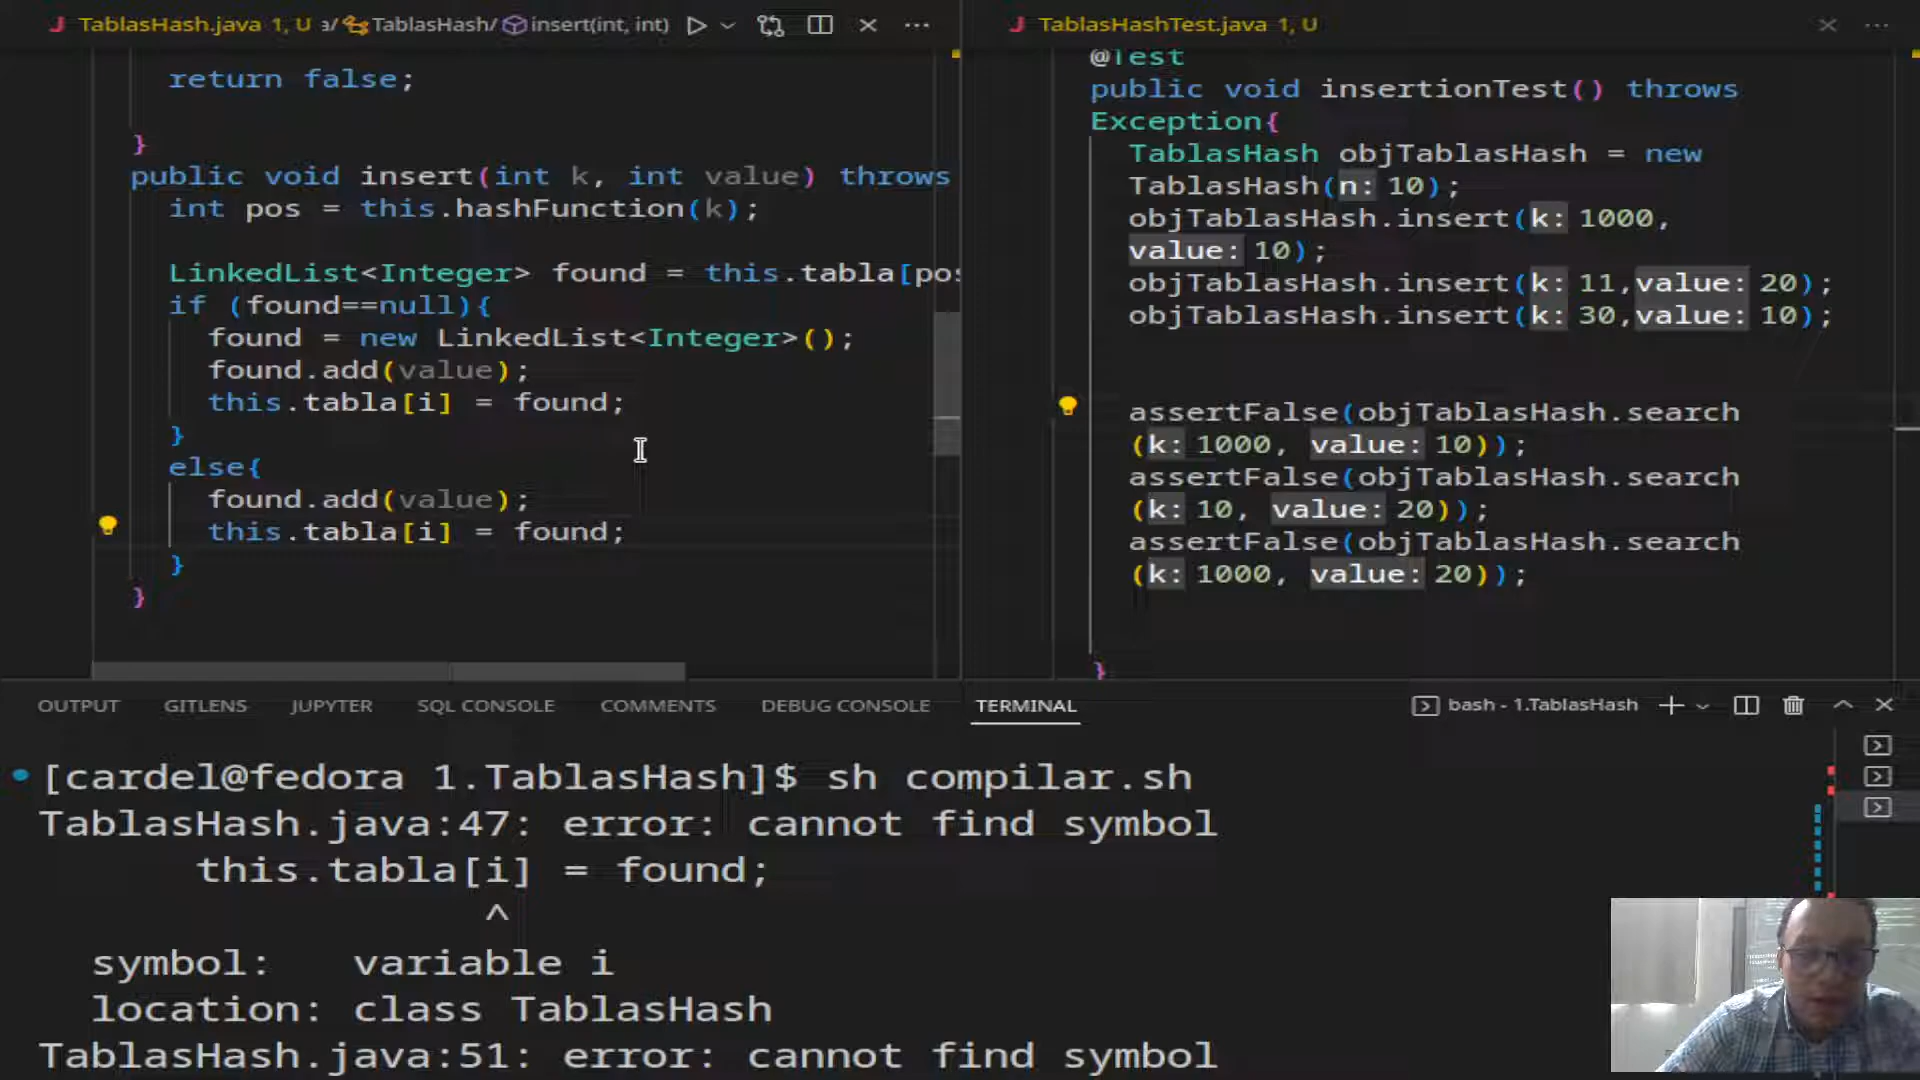 TablasHash.java 1, U a/ TablasHash/ insert(int, int)
return false;
}
public void insert(int k, int value) throws
int pos = this.hashFunction(k);
LinkedList<Integer> found = this.tabla[pos
if (found==null){
found = new LinkedList<Integer>();
found.add(value);
this.tabla[i] = found;
}
else{
found.add(value);
this.tabla[i] = found;
}
}
TablasHashTest.java 1, U
@Test
public void insertionTest() throws
Exception{
TablasHash objTablasHash = new
TablasHash(n: 10);
objTablasHash.insert(k: 1000,
value: 10);
objTablasHash.insert(k: 11,value: 20);
objTablasHash.insert(k: 30,value: 10);
assertFalse(objTablasHash.search
(k: 1000, value: 10));
assertFalse(objTablasHash.search
(k: 10, value: 20));
assertFalse(objTablasHash.search
(k: 1000, value: 20));
}
OUTPUT GITLENS JUPYTER SQL CONSOLE COMMENTS DEBUG CONSOLE TERMINAL bash - 1.TablasHash
[cardel@fedora 1.TablasHash]$ sh compilar.sh
TablasHash.java:47: error: cannot find symbol
this.tabla[i] = found;
^
symbol: variable i
location: class TablasHash
TablasHash.java:51: error: cannot find symbol